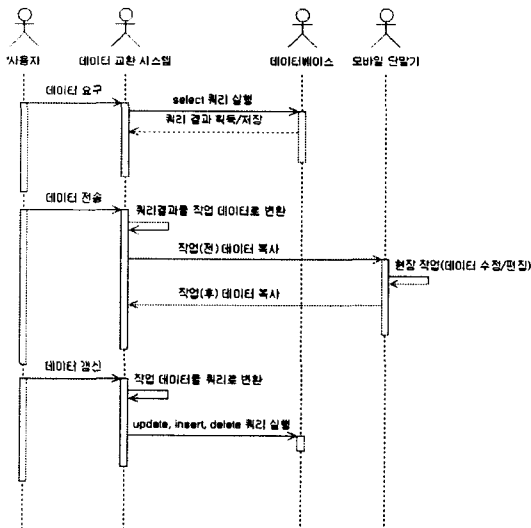 사용자
데이터 교환 시스템
데이터베이스
모바일 단말기
데이터 요구
select 쿼리 실행
쿼리 결과 획득/저장
데이터 전송
쿼리결과를 작업 데이터로 변환
작업(전) 데이터 복사
현장 작업(데이터 수정/편집)
작업(후) 데이터 복사
데이터 갱신
작업 데이터를 쿼리로 변환
update, insert, delete 쿼리 실행